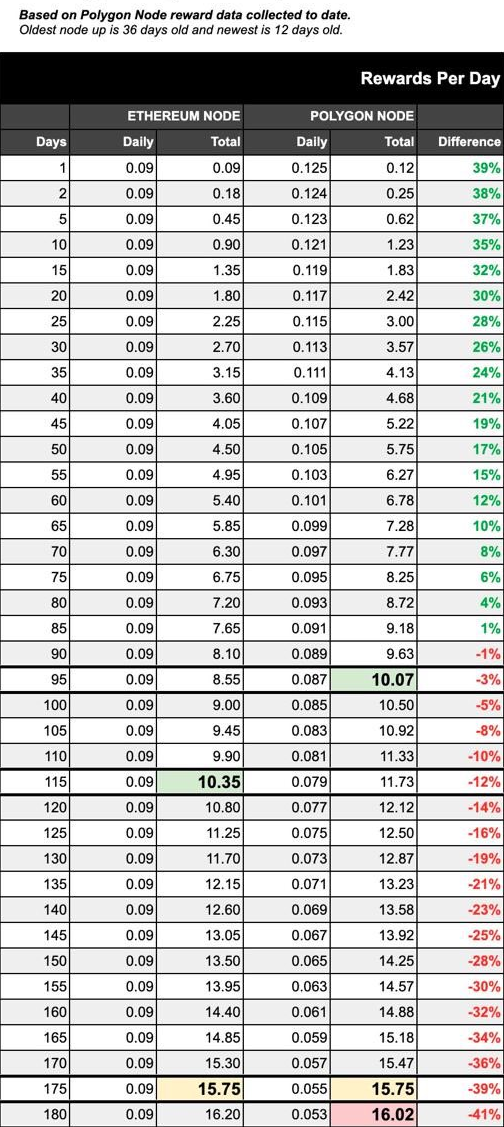 Based on Polygon Node reward data collected to date.
Oldest node up is 36 days old and newest is 12 days old.
Rewards Per Day
ETHEREUM NODE POLYGON NODE
Days Daily Total Daily Total Difference
1 0.09 0.09 0.125 0.12 39%
2 0.09 0.18 0.124 0.25 38%
5 0.09 0.45 0.123 0.62 37%
10 0.09 0.90 0.121 1.23 35%
15 0.09 1.35 0.119 1.83 32%
20 0.09 1.80 0.117 2.42 30%
25 0.09 2.25 0.115 3.00 28%
30 0.09 2.70 0.113 3.57 26%
35 0.09 3.15 0.111 4.13 24%
40 0.09 3.60 0.109 4.68 21%
45 0.09 4.05 0.107 5.22 19%
50 0.09 4.50 0.105 5.75 17%
55 0.09 4.95 0.103 6.27 15%
60 0.09 5.40 0.101 6.78 12%
65 0.09 5.85 0.099 7.28 10%
70 0.09 6.30 0.097 7.77 8%
75 0.09 6.75 0.095 8.25 6%
80 0.09 7.20 0.093 8.72 4%
85 0.09 7.65 0.091 9.18 1%
90 0.09 8.10 0.089 9.63 -1%
95 0.09 8.55 0.087 10.07 -3%
100 0.09 9.00 0.085 10.50 -5%
105 0.09 9.45 0.083 10.92 -8%
110 0.09 9.90 0.081 11.33 -10%
115 0.09 10.35 0.079 11.73 -12%
120 0.09 10.80 0.077 12.12 -14%
125 0.09 11.25 0.075 12.50 -16%
130 0.09 11.70 0.073 12.87 -19%
135 0.09 12.15 0.071 13.23 -21%
140 0.09 12.60 0.069 13.58 -23%
145 0.09 13.05 0.067 13.92 -25%
150 0.09 13.50 0.065 14.25 -28%
155 0.09 13.95 0.063 14.57 -30%
160 0.09 14.40 0.061 14.88 -32%
165 0.09 14.85 0.059 15.18 -34%
170 0.09 15.30 0.057 15.47 -36%
175 0.09 15.75 0.055 15.75 -39%
180 0.09 16.20 0.053 16.02 -41%